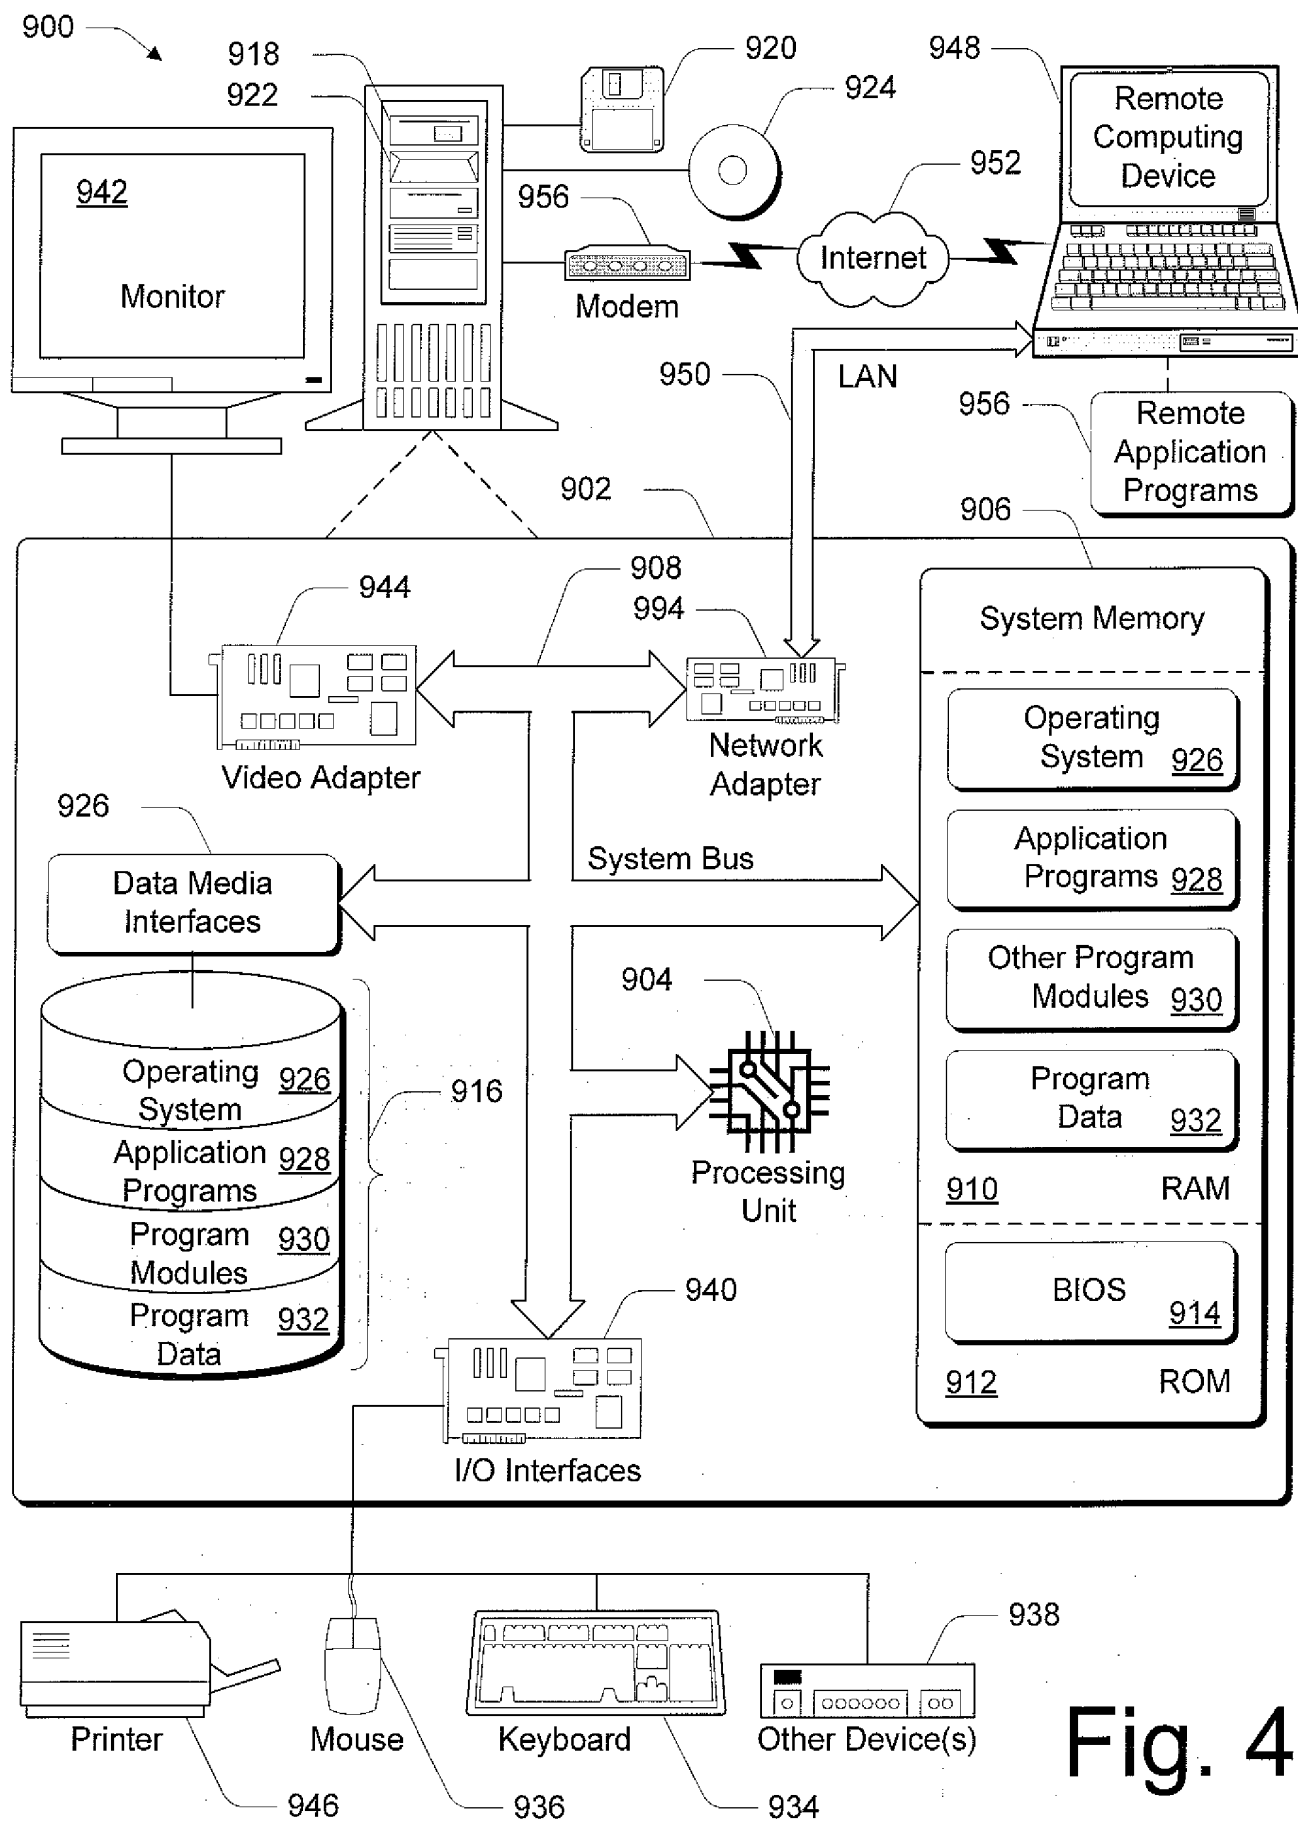 900
918
920
948
922
924
Remote
Computing
Device
942
956
952
Monitor
Internet
Modem
950
LAN
956
Remote
Application
Programs
902
906
908
944
994
System Memory
Operating
System 926
Network
Adapter
Video Adapter
926
Application
Programs 928
System Bus
Data Media
Interfaces
Other Program
Modules 930
904
Operating
System 926
916
Program
Data 932
Application
Programs 928
Processing
Unit
910 RAM
Program
Modules 930
940
BIOS 914
Program
Data 932
912 ROM
I/O Interfaces
938
Printer
Mouse
Keyboard
Other Device(s)
Fig. 4
946
936
934